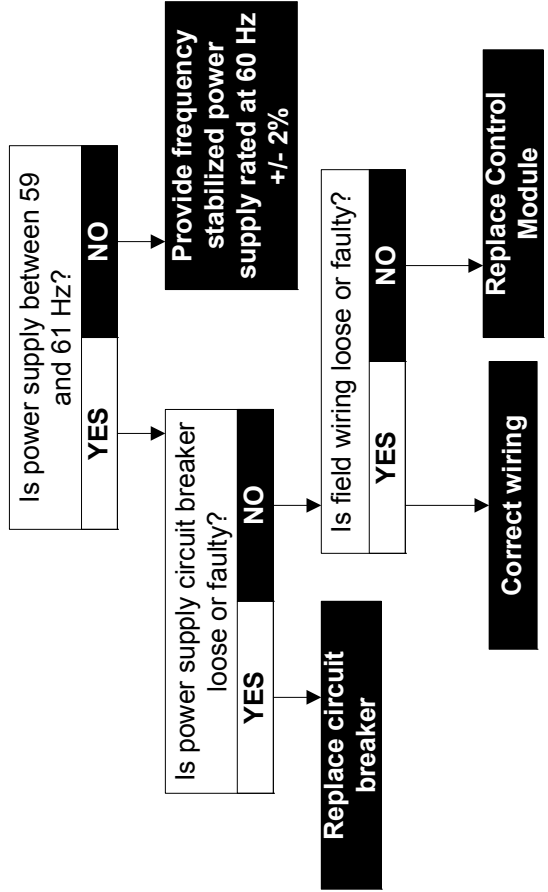 Is power supply between 59
and 61 Hz?
YES
NO
Provide frequency
stabilized power
supply rated at 60 Hz
+/- 2%
Is power supply circuit breaker
loose or faulty?
YES
NO
Replace circuit
breaker
Is field wiring loose or faulty?
YES
NO
Correct wiring
Replace Control
Module